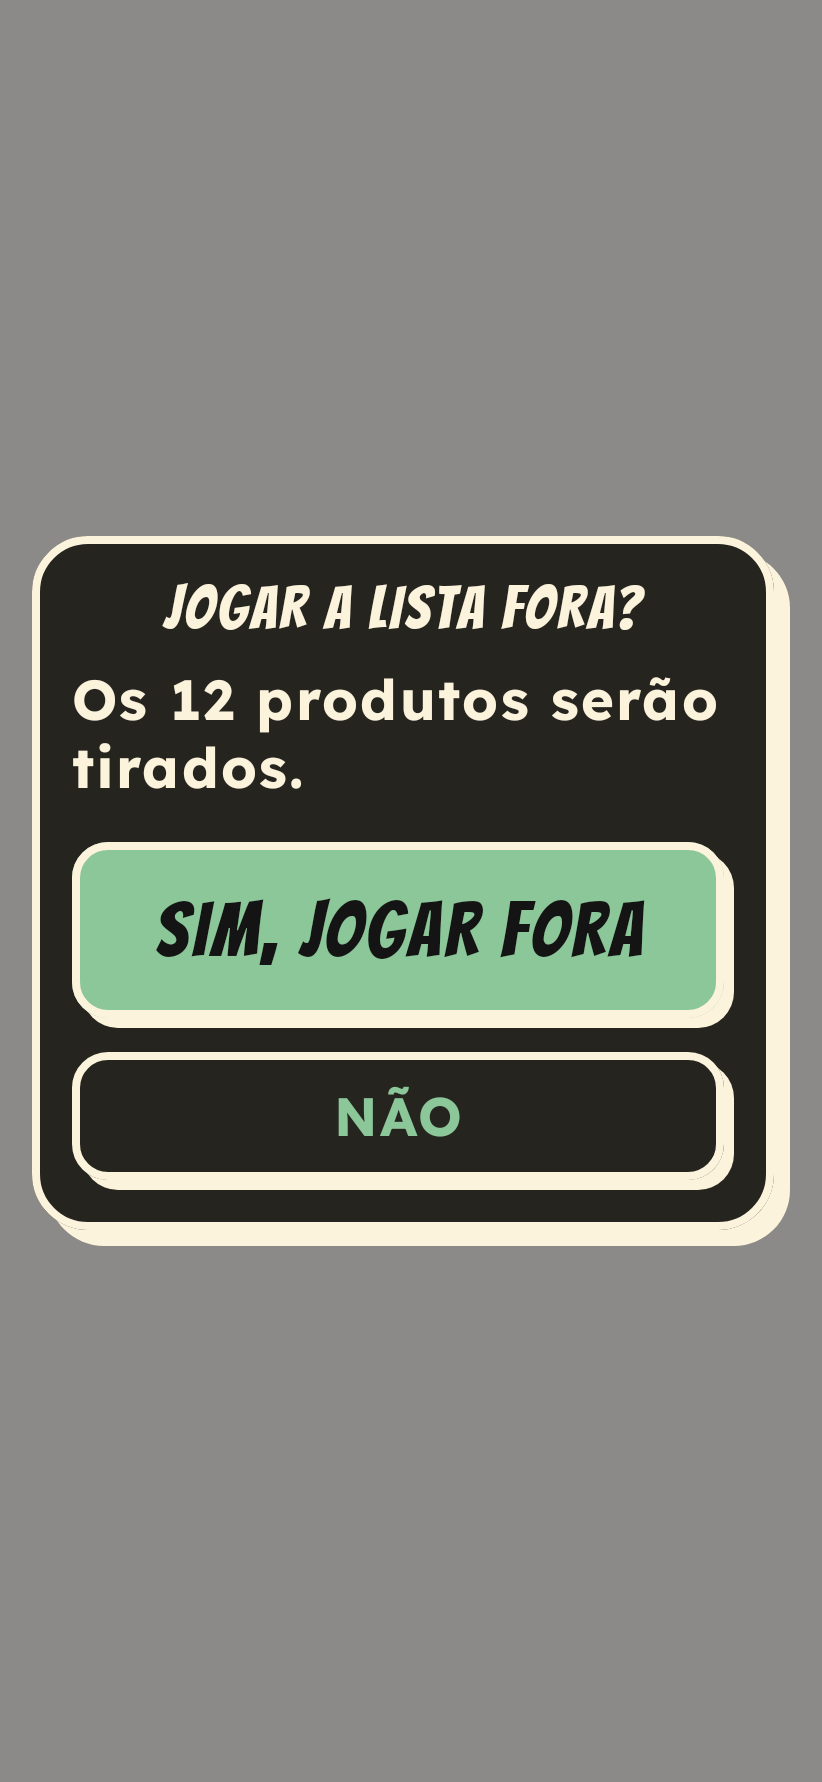 JOGAR A LISTA FORA?
Os 12 produtos serão
tirados.
SIM, JOGAR FORA
NÃO